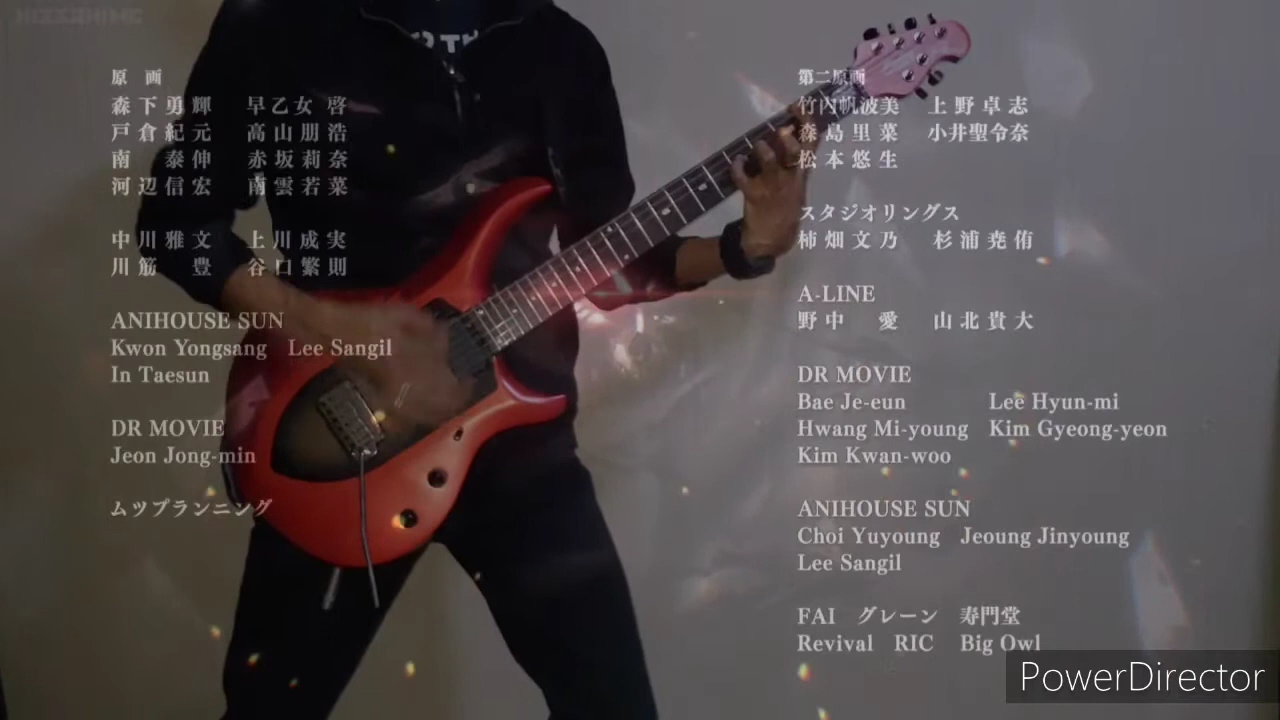 原 画
森下勇輝 早乙女 啓
戸倉紀元 高山朋浩
南 泰伸 赤坂莉奈
河辺信宏 南雲若菜
中川雅文 上川成実
川筋 豊 谷口繁則
ANIHOUSE SUN
Kwon Yongsang Lee Sangil
In Taesun
DR MOVIE
Jeon Jong-min
ムツプランニング
第二原画
竹内帆波美 上野卓志
森島里菜 小井聖令奈
松本悠生
スタジオリングス
柿畑文乃 杉浦尭侑
A-LINE
野中 愛 山北貴大
DR MOVIE
Bae Je-eun Lee Hyun-mi
Hwang Mi-young Kim Gyeong-yeon
Kim Kwan-woo
ANIHOUSE SUN
Choi Yuyoung Jeoung Jinyoung
Lee Sangil
FAI グレーン 寿門堂
Revival RIC Big Owl
PowerDirector